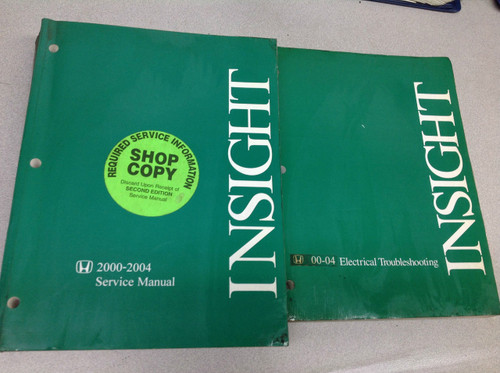 REQUIRED SERVICE INFORMATION
SHOP
COPY
Discard Upon Receipt of
SECOND EDITION
Service Manual
2000-2004
Service Manual
INSIGHT
00-04 Electrical Troubleshooting
INSIGHT